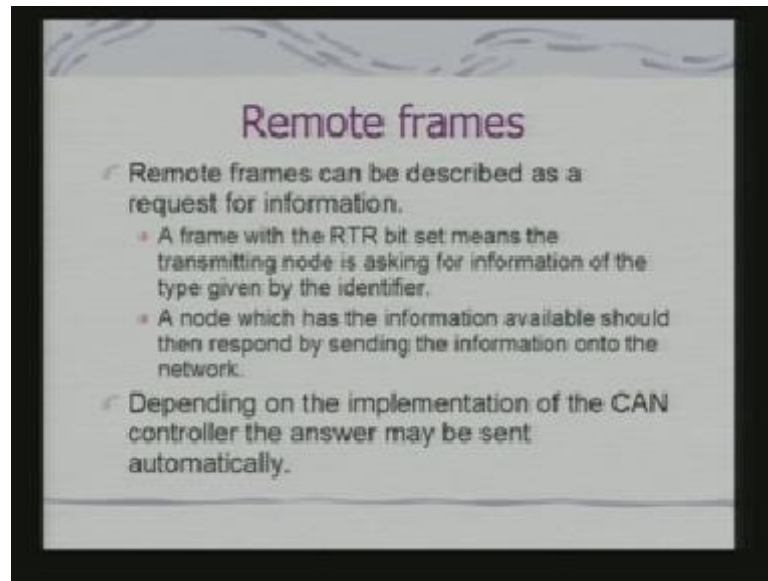 Remote frames
Remote frames can be described as a
request for information.
A frame with the RTR bit set means the
transmitting node is asking for information of the
type given by the identifier.
A node which has the information available should
then respond by sending the information onto the
network.
Depending on the implementation of the CAN
controller the answer may be sent
automatically.